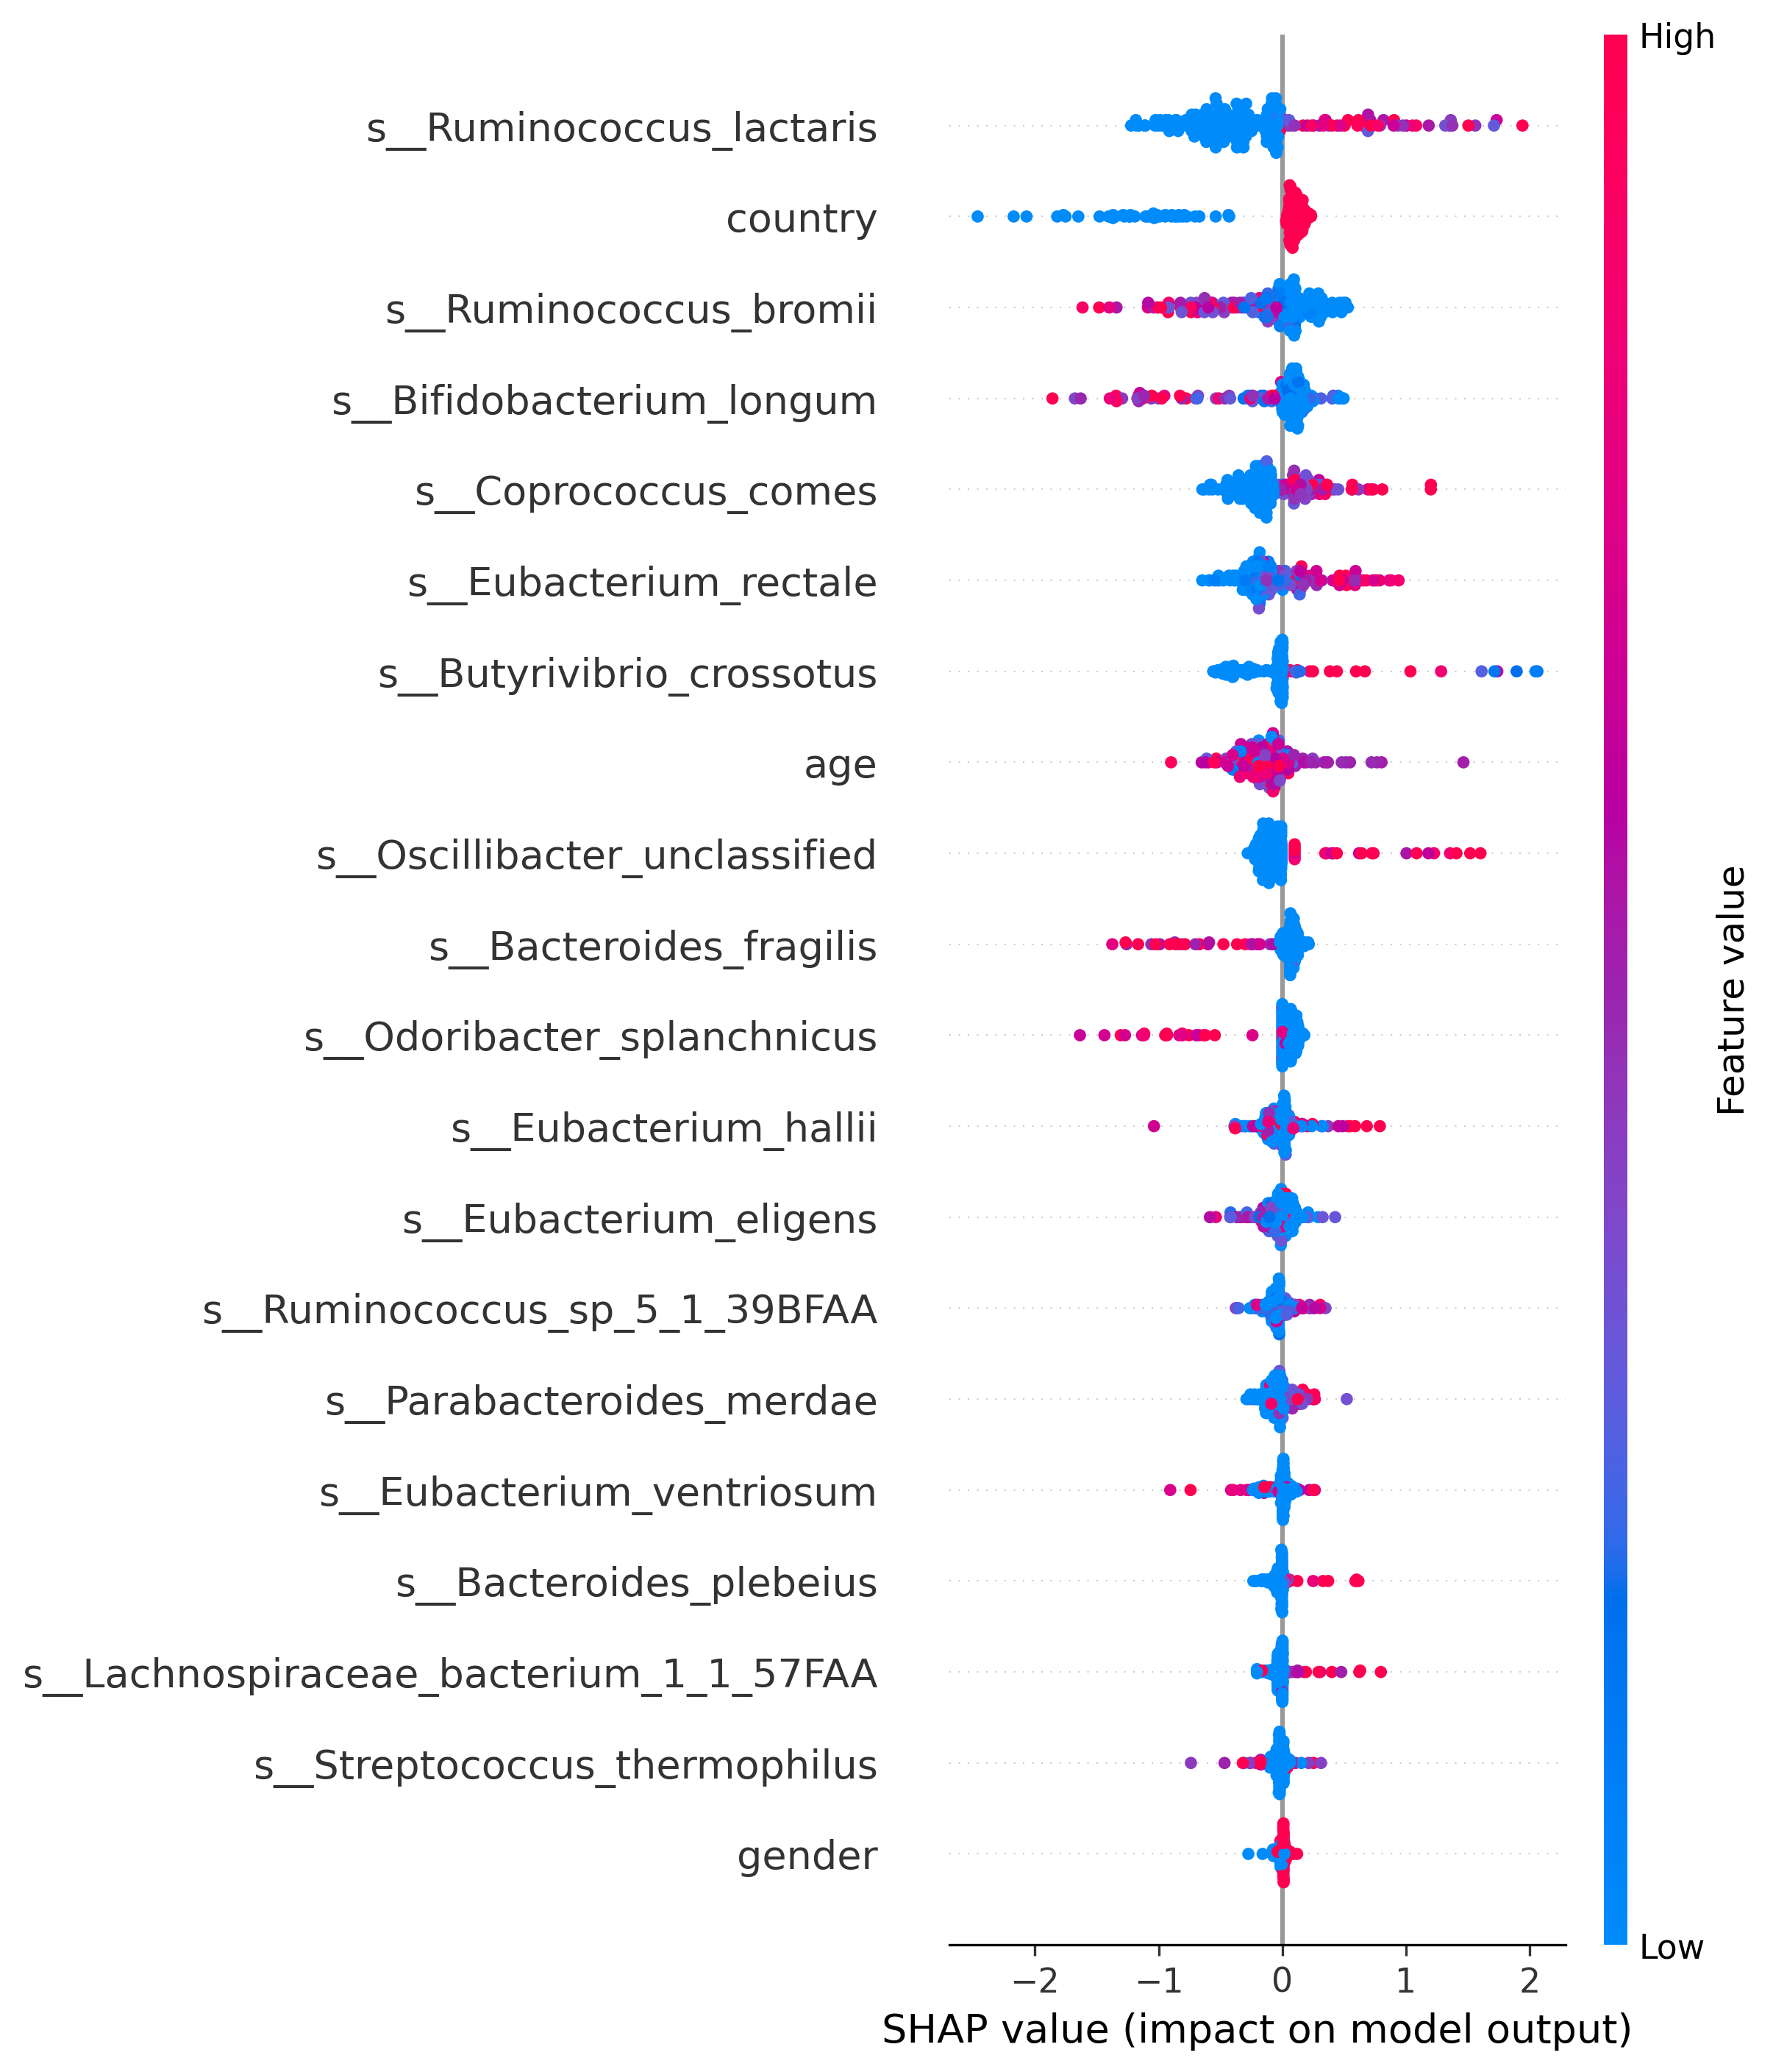 High
s__Ruminococcus_lactaris
country
s__Ruminococcus_bromii
s__Bifidobacterium_longum
s__Coprococcus_comes
s__Eubacterium_rectale
s__Butyrivibrio_crossotus
age
s__Oscillibacter_unclassified
s__Bacteroides_fragilis
s__Odoribacter_splanchnicus
s__Eubacterium_hallii
s__Eubacterium_eligens
s__Ruminococcus_sp_5_1_39BFAA
s__Parabacteroides_merdae
s__Eubacterium_ventriosum
s__Bacteroides_plebeius
s__Lachnospiraceae_bacterium_1_1_57FAA
s__Streptococcus_thermophilus
gender
Feature value
Low
−2 −1 0 1 2
SHAP value (impact on model output)